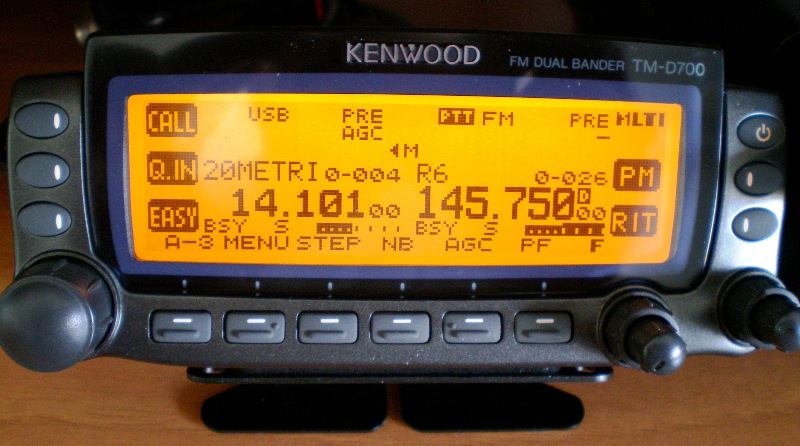 KENWOOD FM DUAL BANDER TM-D700
CALL USB PRE PTT FM PRE MULTI
AGC
◄M
Q.IN 20METRI 0-004 R6 0-026 PM
14.101 00 145.750 D 00
EASY BSY S BSY S RIT
A-3 MENU STEP NB AGC PF F